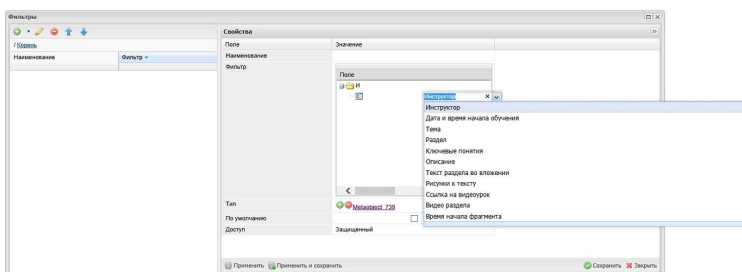 Фильтры
Свойства
/ Корень
Поле Значение
Наименование Фильтр
Наименование
Фильтр
Поле
И
Инструктор
Инструктор
Дата и время начала обучения
Тема
Раздел
Ключевые понятия
Описание
Текст раздела во вложении
Рисунки к тексту
Ссылка на видеоурок
Видео раздела
Время начала фрагмента
Тип Metaobject_739
По умолчанию
Доступ Защищенный
Применить Применить и сохранить Сохранить Закрыть